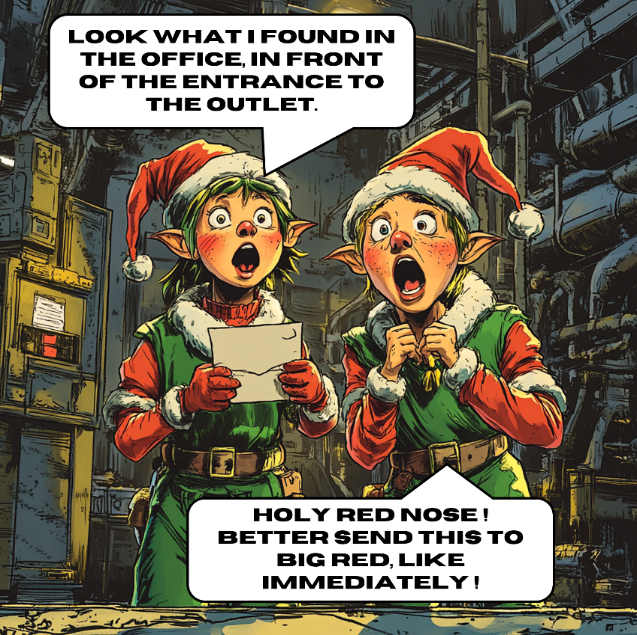 LOOK WHAT I FOUND IN
THE OFFICE, IN FRONT
OF THE ENTRANCE TO
THE OUTLET.
HOLY RED NOSE !
BETTER SEND THIS TO
BIG RED, LIKE
IMMEDIATELY !